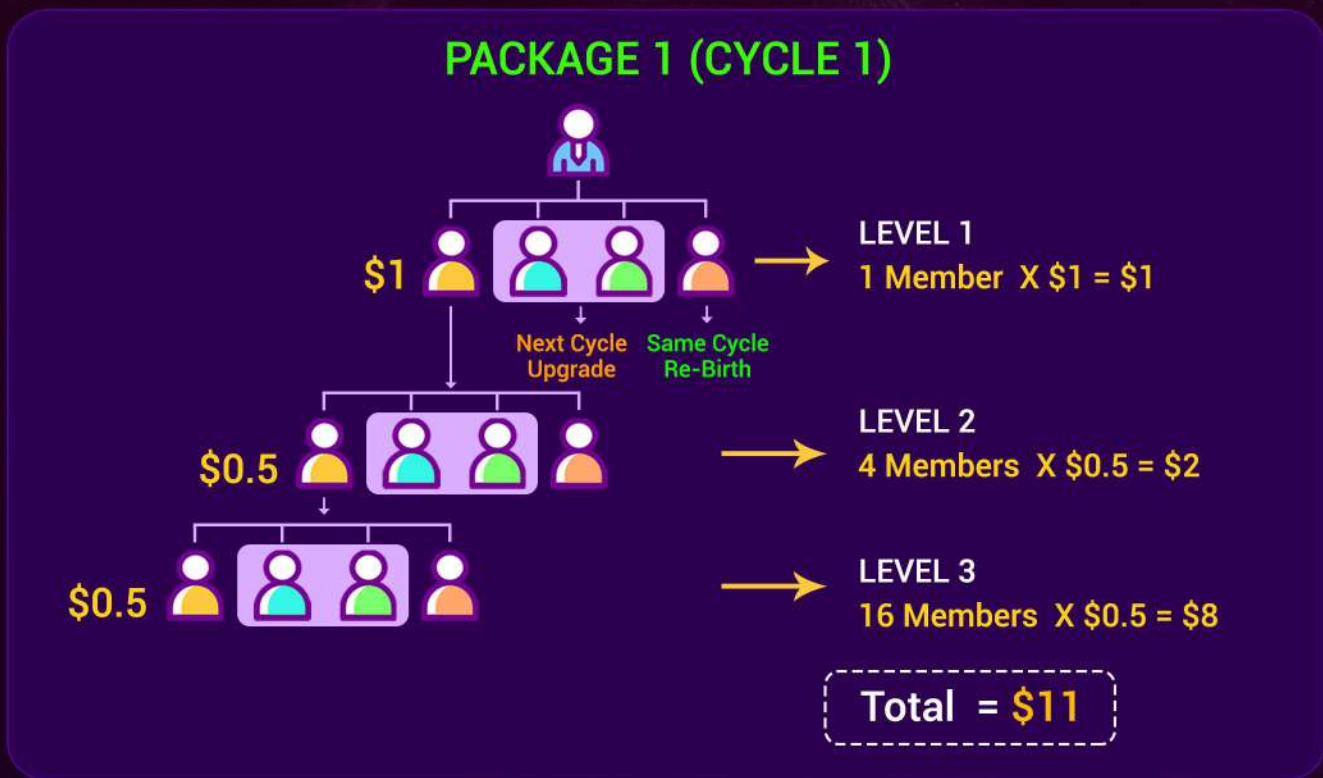 PACKAGE 1 (CYCLE 1)
$1
LEVEL 1
1 Member X $1 = $1
Next Cycle
Upgrade
Same Cycle
Re-Birth
$0.5
LEVEL 2
4 Members X $0.5 = $2
$0.5
LEVEL 3
16 Members X $0.5 = $8
Total = $11